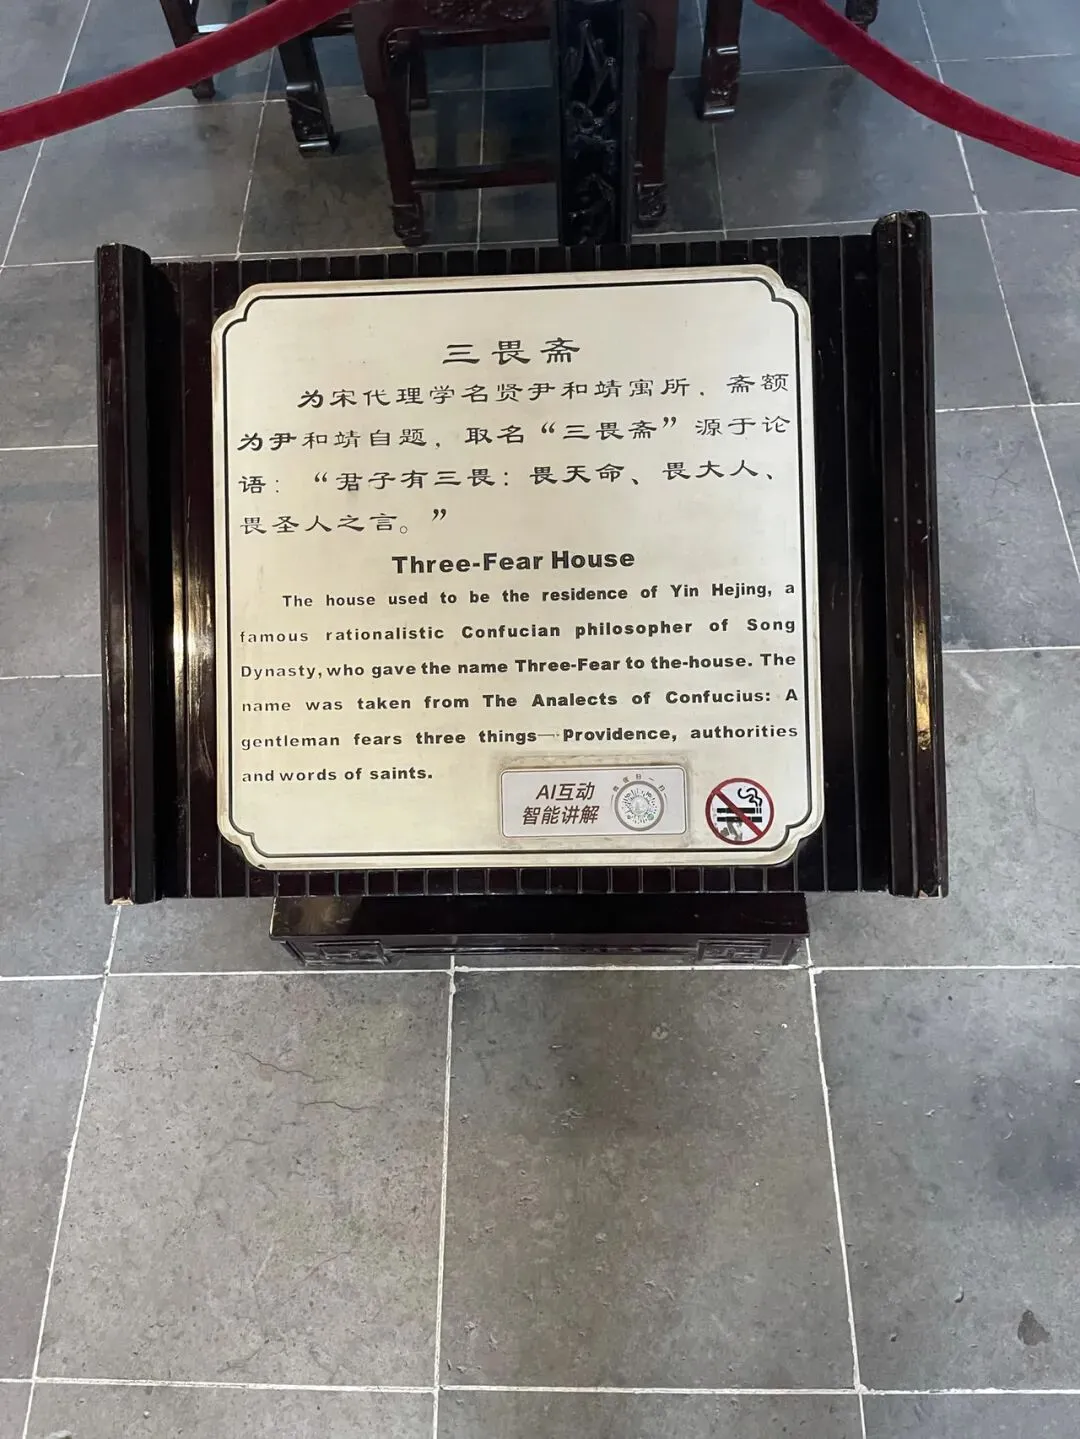 三畏斋
为宋代理学名贤尹和靖寓所．斋额
为尹和靖自题，取名“三畏斋”源于论
语：“君子有三畏：畏天命、畏大人、
畏圣人之言。”
Three-Fear House
The house used to be the residence of Yin Hejing, a
famous rationalistic Confucian philosopher of Song
Dynasty, who gave the name Three-Fear to the-house. The
name was taken from The Analects of Confucius: A
gentleman fears three things—Providence, authorities
and words of saints.
AI互动
智能讲解